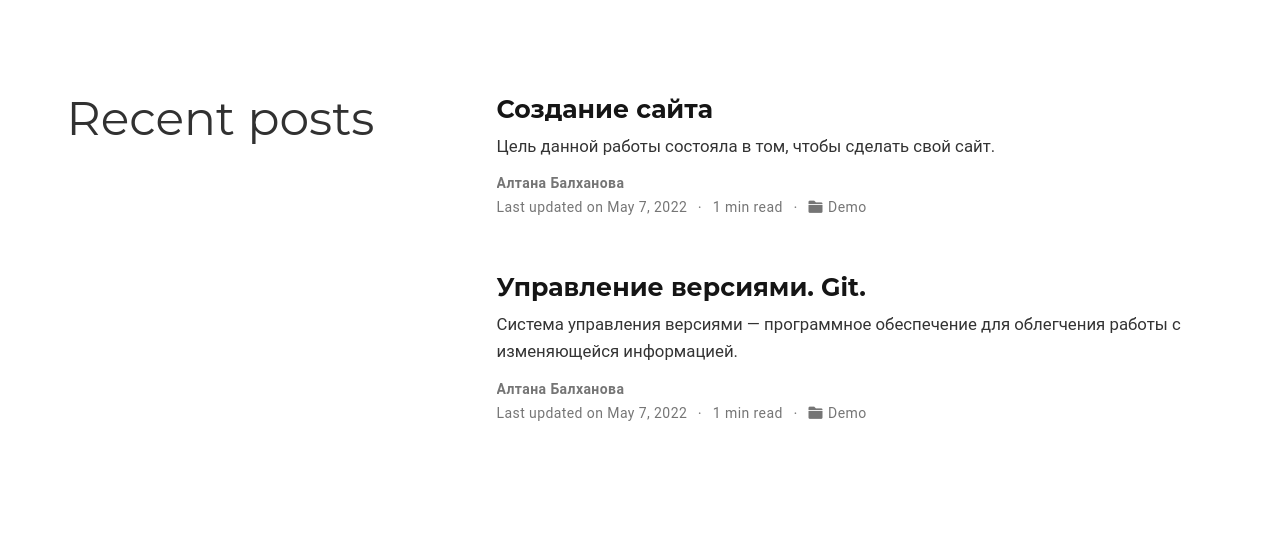 Recent posts
Создание сайта
Цель данной работы состояла в том, чтобы сделать свой сайт.
Алтана Балханова
Last updated on May 7, 2022 · 1 min read · Demo
Управление версиями. Git.
Система управления версиями — программное обеспечение для облегчения работы с
изменяющейся информацией.
Алтана Балханова
Last updated on May 7, 2022 · 1 min read · Demo